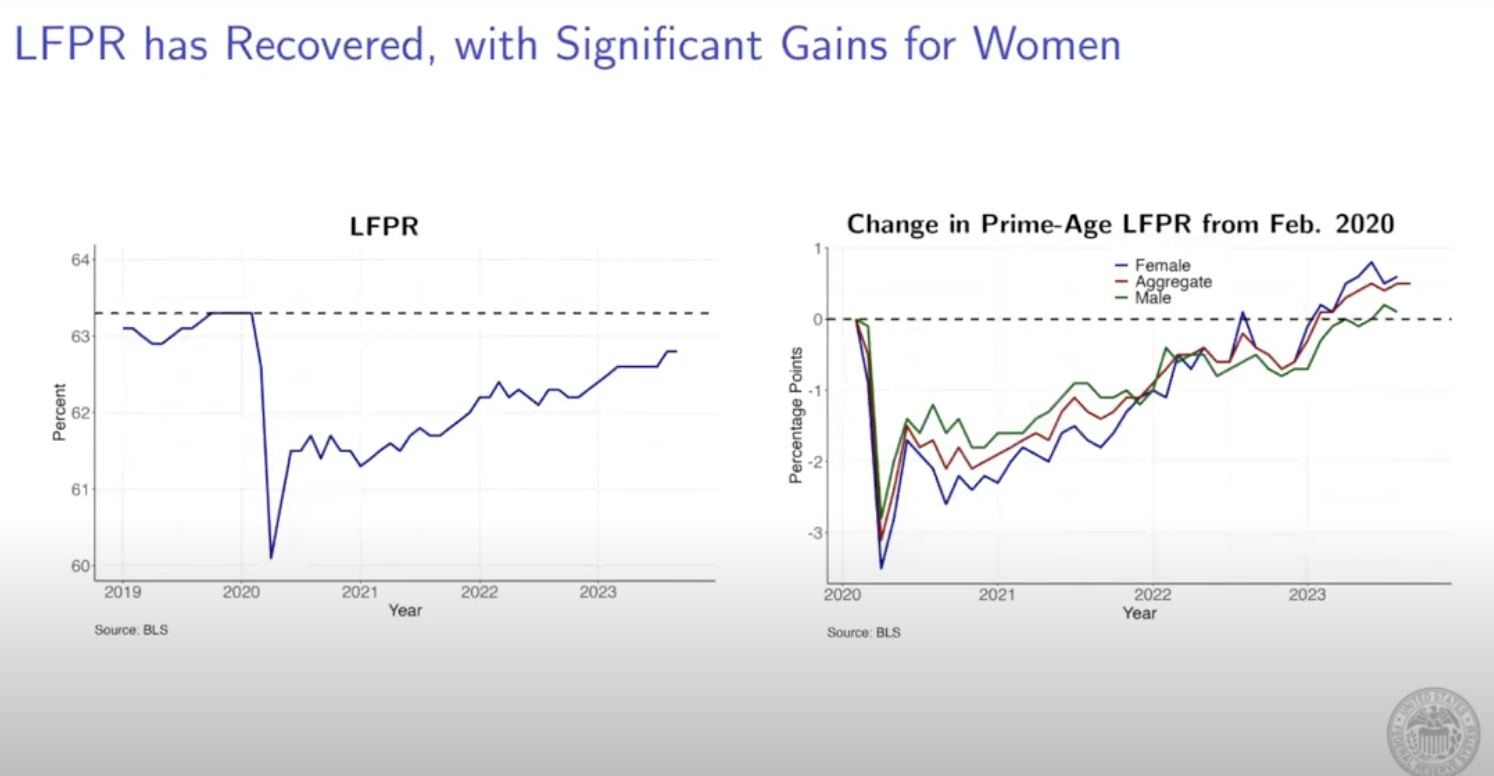 LFPR has Recovered, with Significant Gains for Women
LFPR
64
63
62
61
60
Percent
2019 2020 2021 2022 2023
Year
Source: BLS
Change in Prime-Age LFPR from Feb. 2020
Female
Aggregate
Male
1
0
-1
-2
-3
Percentage Points
2020 2021 2022 2023
Year
Source: BLS
UNITED STATES